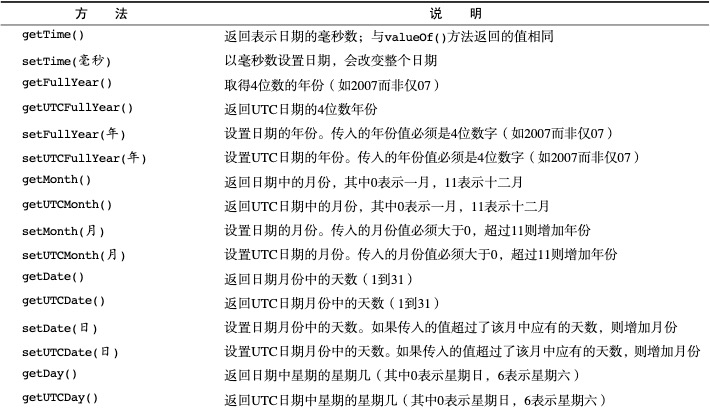 方 法 说 明
getTime() 返回表示日期的毫秒数；与valueOf()方法返回的值相同
setTime(毫秒) 以毫秒数设置日期，会改变整个日期
getFullYear() 取得4位数的年份（如2007而非仅07）
getUTCFullYear() 返回UTC日期的4位数年份
setFullYear(年) 设置日期的年份。传入的年份值必须是4位数字（如2007而非仅07）
setUTCFullYear(年) 设置UTC日期的年份。传入的年份值必须是4位数字（如2007而非仅07）
getMonth() 返回日期中的月份，其中0表示一月，11表示十二月
getUTCMonth() 返回UTC日期中的月份，其中0表示一月，11表示十二月
setMonth(月) 设置日期的月份。传入的月份值必须大于0，超过11则增加年份
setUTCMonth(月) 设置UTC日期的月份。传入的月份值必须大于0，超过11则增加年份
getDate() 返回日期月份中的天数（1到31）
getUTCDate() 返回UTC日期月份中的天数（1到31）
setDate(日) 设置日期月份中的天数。如果传入的值超过了该月中应有的天数，则增加月份
setUTCDate(日) 设置UTC日期月份中的天数。如果传入的值超过了该月中应有的天数，则增加月份
getDay() 返回日期中星期的星期几（其中0表示星期日，6表示星期六）
getUTCDay() 返回UTC日期中星期的星期几（其中0表示星期日，6表示星期六）